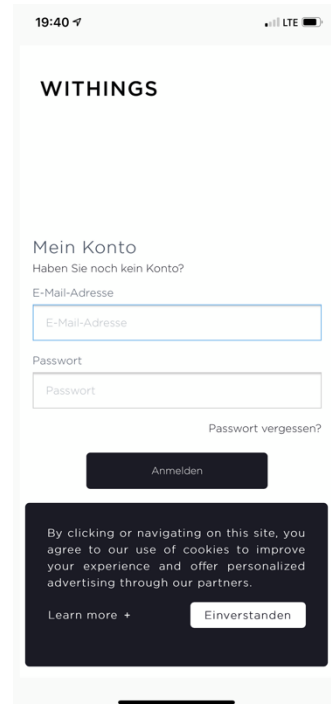 19:40
LTE
WITHINGS
Mein Konto
Haben Sie noch kein Konto?
E-Mail-Adresse
E-Mail-Adresse
Passwort
Passwort
Passwort vergessen?
Anmelden
By clicking or navigating on this site, you
agree to our use of cookies to improve
your experience and offer personalized
advertising through our partners.
Learn more +
Einverstanden